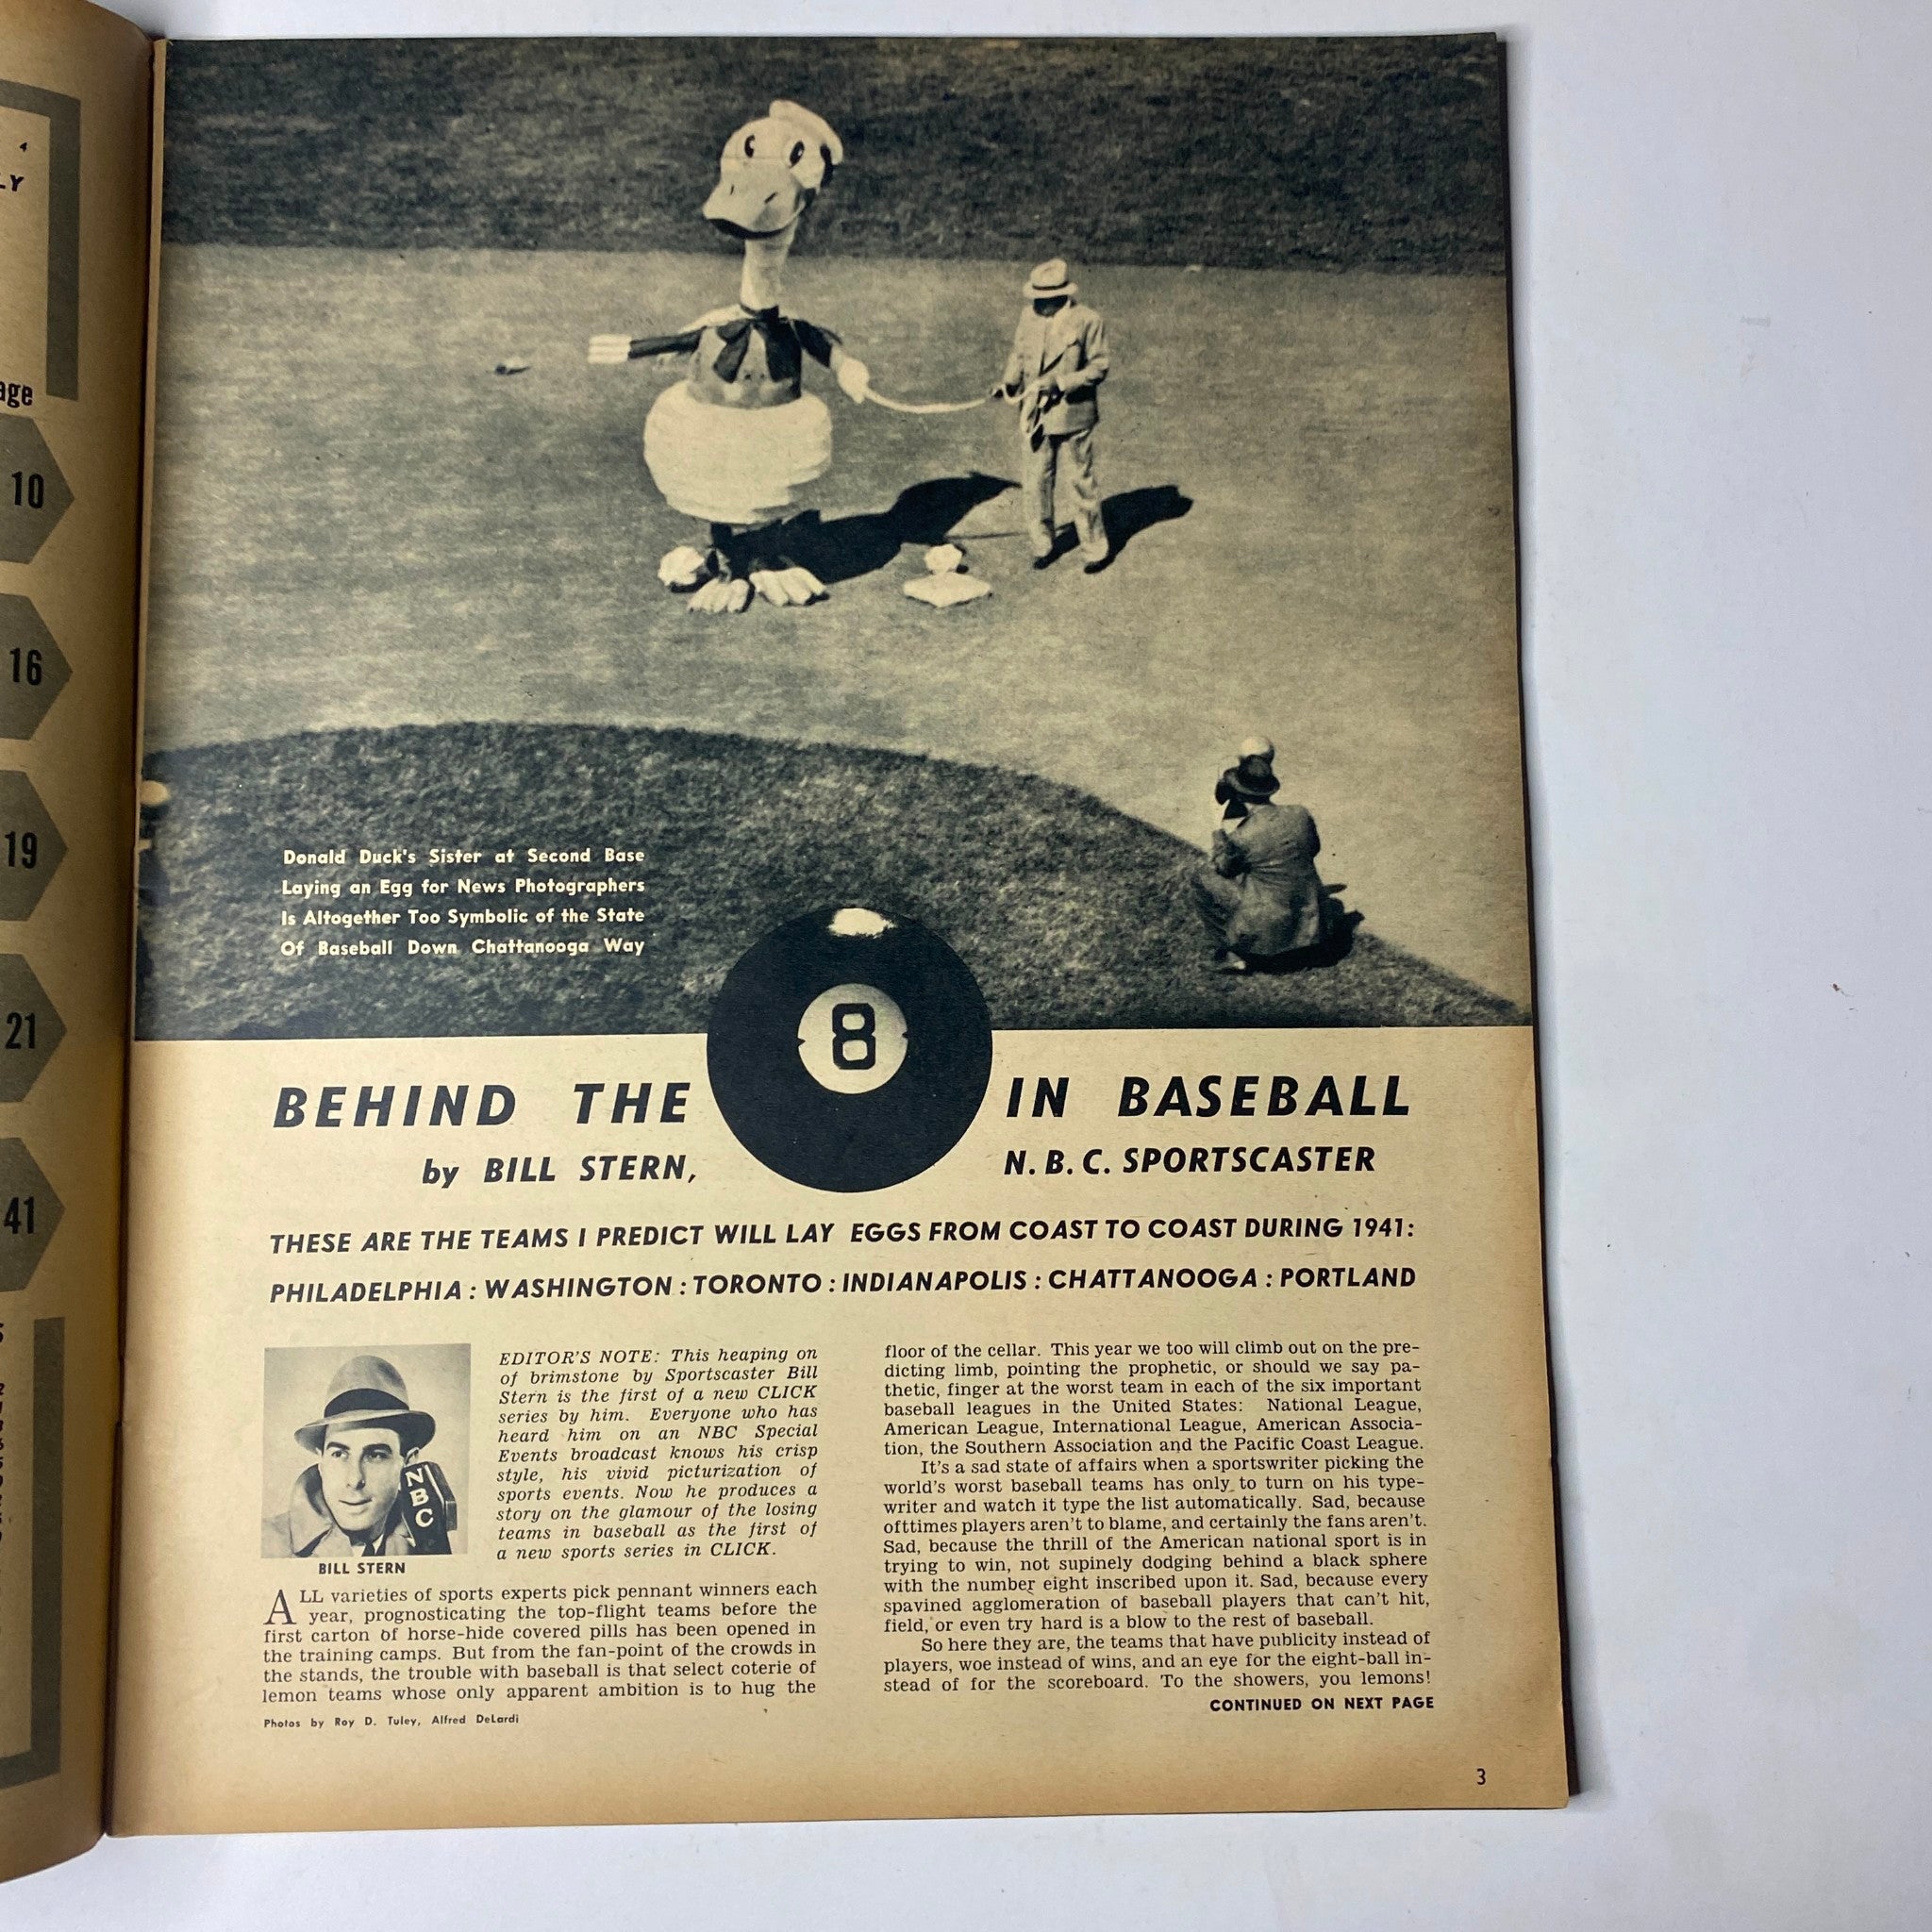 4
LY
age
10
16
19
21
41
Donald Duck's Sister at Second Base
Laying an Egg for News Photographers
Is Altogether Too Symbolic of the State
Of Baseball Down Chattanooga Way
8
BEHIND THE IN BASEBALL
by BILL STERN, N. B. C. SPORTSCASTER
THESE ARE THE TEAMS I PREDICT WILL LAY EGGS FROM COAST TO COAST DURING 1941:
PHILADELPHIA : WASHINGTON : TORONTO : INDIANAPOLIS : CHATTANOOGA : PORTLAND
NBC
BILL STERN
EDITOR'S NOTE: This heaping on
of brimstone by Sportscaster Bill
Stern is the first of a new CLICK
series by him. Everyone who has
heard him on an NBC Special
Events broadcast knows his crisp
style, his vivid picturization of
sports events. Now he produces a
story on the glamour of the losing
teams in baseball as the first of
a new sports series in CLICK.
ALL varieties of sports experts pick pennant winners each
year, prognosticating the top-flight teams before the
first carton of horse-hide covered pills has been opened in
the training camps. But from the fan-point of the crowds in
the stands, the trouble with baseball is that select coterie of
lemon teams whose only apparent ambition is to hug the
Photos by Roy D. Tuley, Alfred DeLardi
floor of the cellar. This year we too will climb out on the pre-
dicting limb, pointing the prophetic, or should we say pa-
thetic, finger at the worst team in each of the six important
baseball leagues in the United States: National League,
American League, International League, American Associa-
tion, the Southern Association and the Pacific Coast League.
It's a sad state of affairs when a sportswriter picking the
world's worst baseball teams has only to turn on his type-
writer and watch it type the list automatically. Sad, because
ofttimes players aren't to blame, and certainly the fans aren't.
Sad, because the thrill of the American national sport is in
trying to win, not supinely dodging behind a black sphere
with the number eight inscribed upon it. Sad, because every
spavined agglomeration of baseball players that can't hit,
field, or even try hard is a blow to the rest of baseball.
So here they are, the teams that have publicity instead of
players, woe instead of wins, and an eye for the eight-ball in-
stead of for the scoreboard. To the showers, you lemons!
CONTINUED ON NEXT PAGE
3